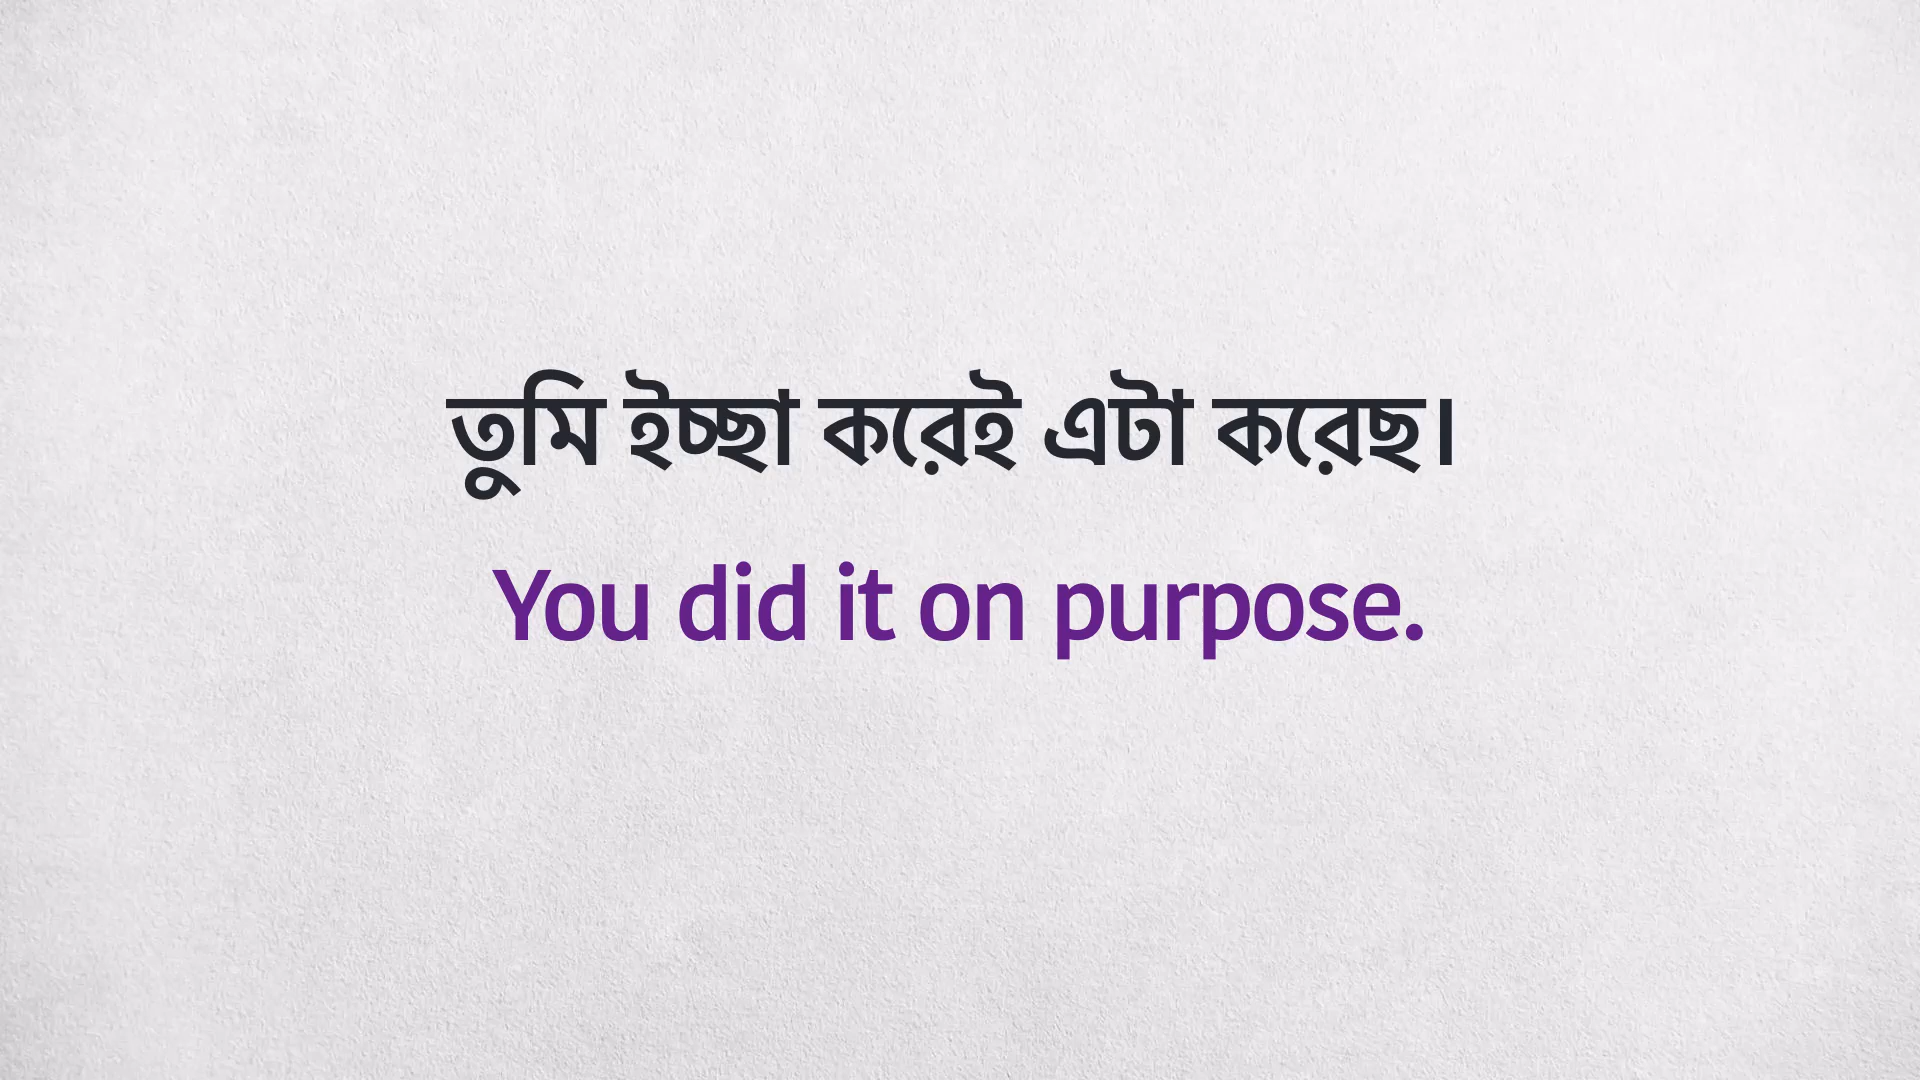 তুমি ইচ্ছা করেই এটা করেছ।
You did it on purpose.